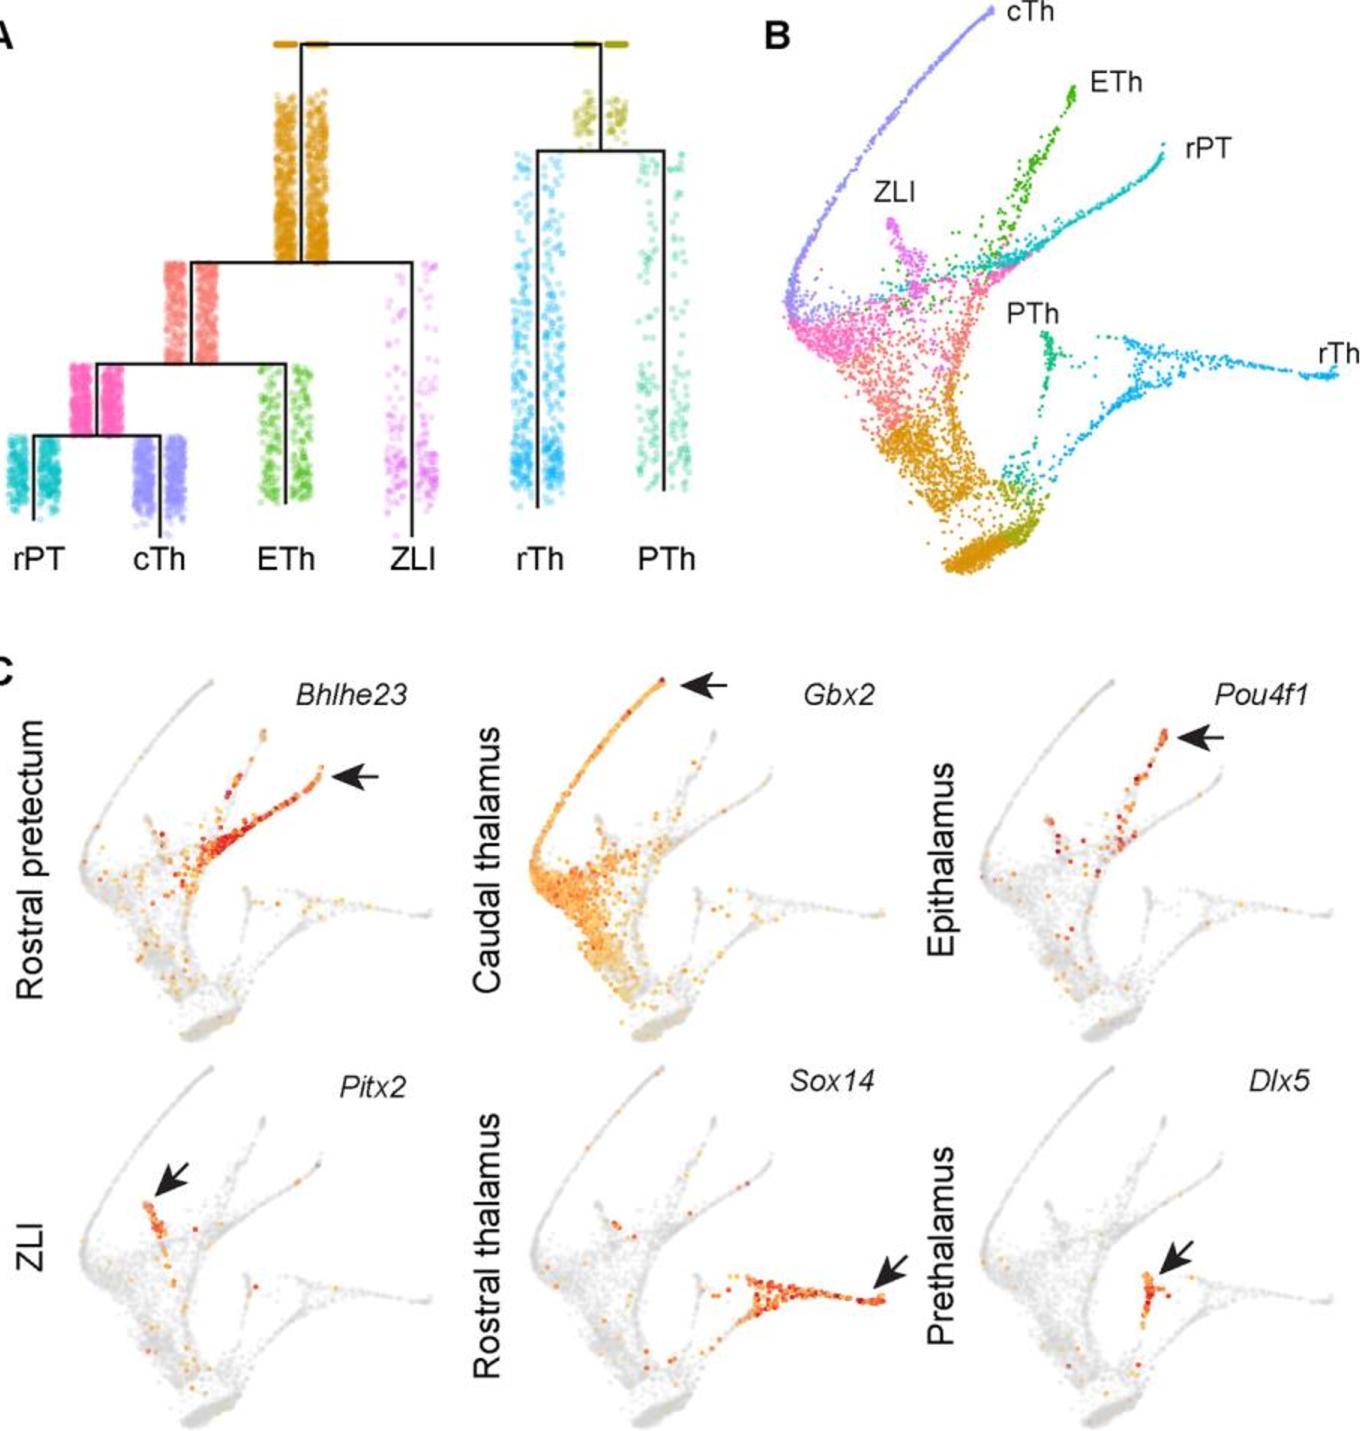 A
rPT
cTh
ETh
ZLI
rTh
PTh
B
cTh
ETh
rPT
ZLI
PTh
rTh
C
Rostral pretectum
Bhlhe23
Caudal thalamus
Gbx2
Epithalamus
Pou4f1
ZLI
Pitx2
Rostral thalamus
Sox14
Prethalamus
Dlx5